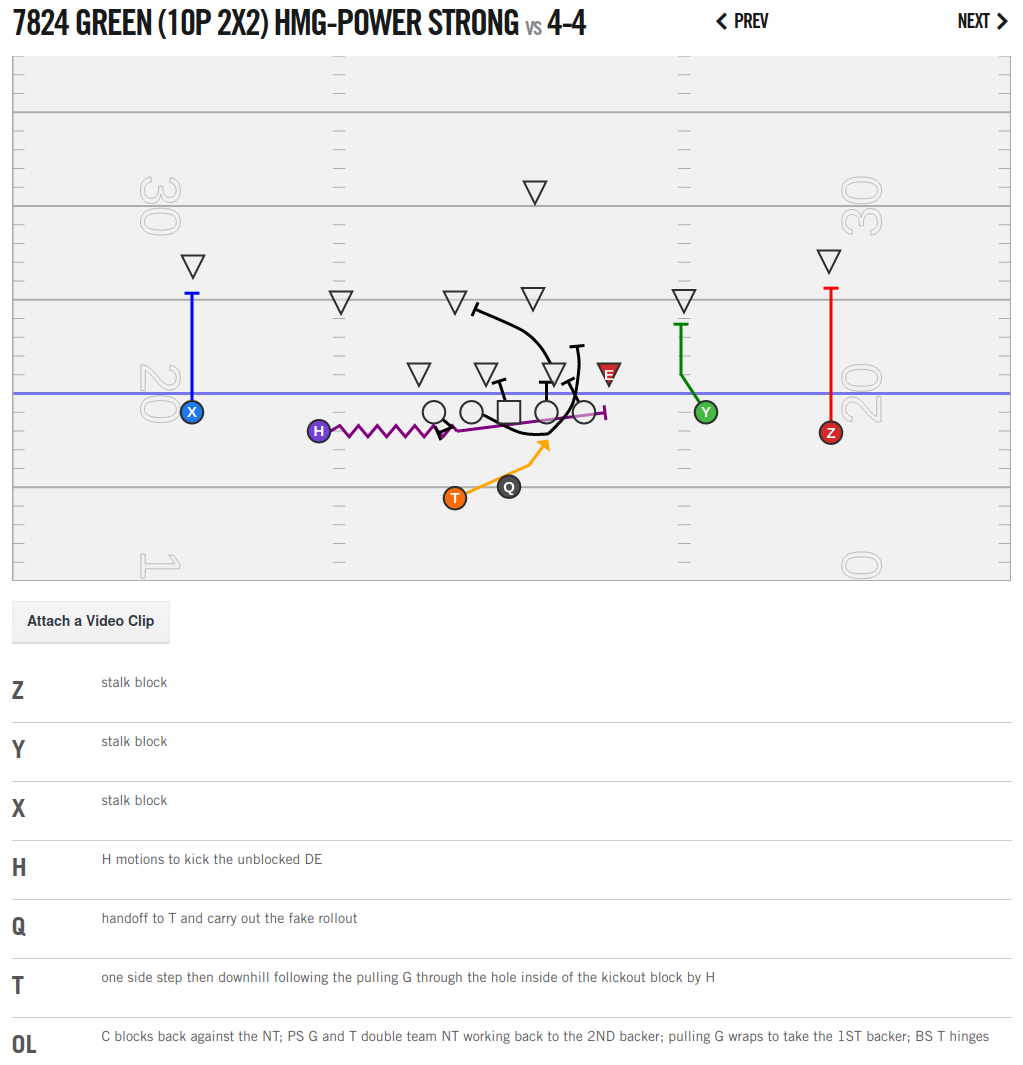 7824 GREEN (10P 2X2) HMG-POWER STRONG VS 4-4
PREV
NEXT
30
30
20
20
1
0
E
X
Y
H
Z
Q
T
Attach a Video Clip
Z stalk block
Y stalk block
X stalk block
H H motions to kick the unblocked DE
Q handoff to T and carry out the fake rollout
T one side step then downhill following the pulling G through the hole inside of the kickout block by H
OL C blocks back against the NT; PS G and T double team NT working back to the 2ND backer; pulling G wraps to take the 1ST backer; BS T hinges